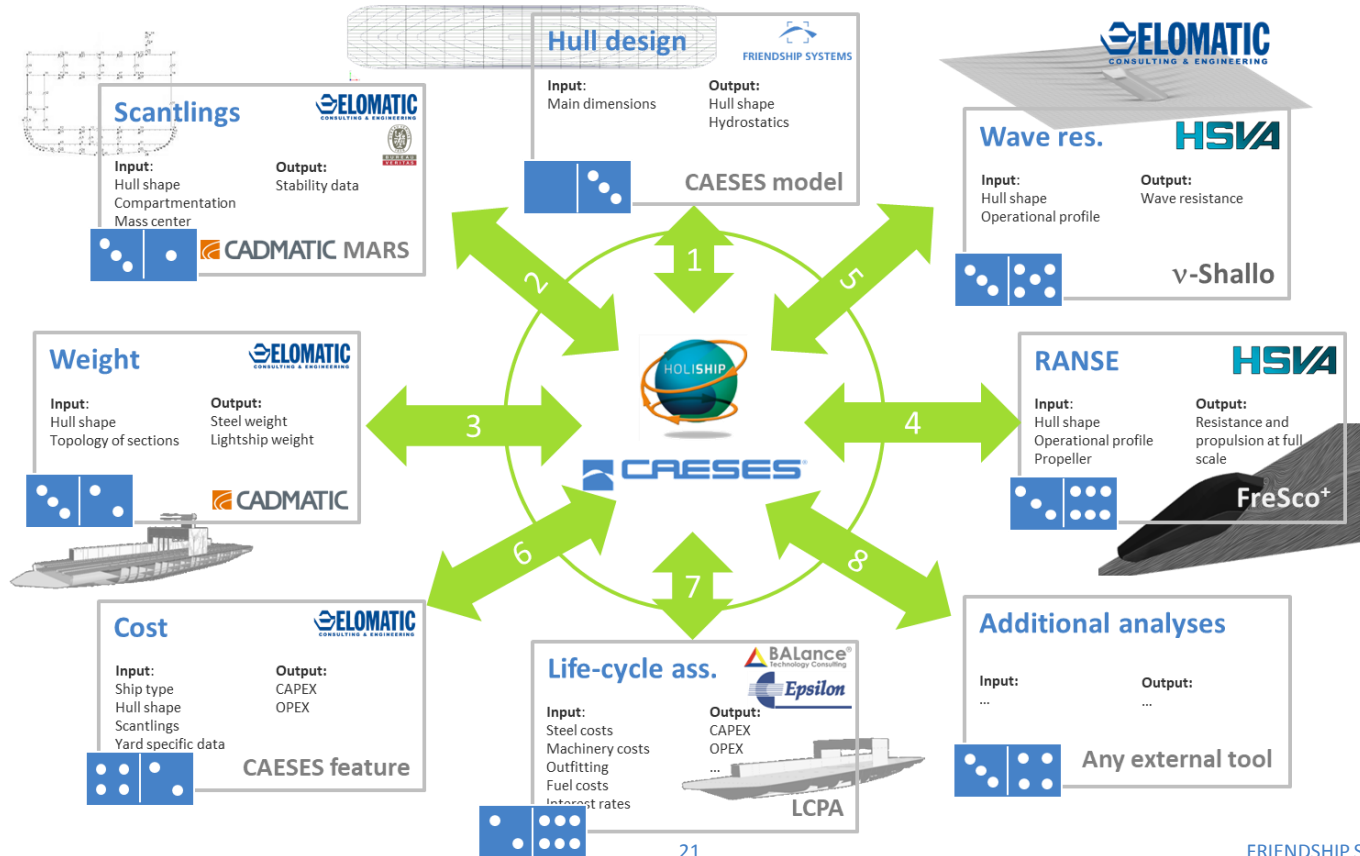 Hull design
FRIENDSHIP SYSTEMS
Input:
Main dimensions
Output:
Hull shape
Hydrostatics
CAESES model
1
Scantlings
ELOMATIC
CONSULTING & ENGINEERING
BUREAU
VERITAS
Input:
Hull shape
Compartmentation
Mass center
Output:
Stability data
CADMATIC MARS
2
ELOMATIC
CONSULTING & ENGINEERING
Wave res.
HSVA
Input:
Hull shape
Operational profile
Output:
Wave resistance
ν-Shallo
5
Weight
ELOMATIC
CONSULTING & ENGINEERING
Input:
Hull shape
Topology of sections
Output:
Steel weight
Lightship weight
CADMATIC
3
HOLISHIP
CAESES®
RANSE
HSVA
Input:
Hull shape
Operational profile
Propeller
Output:
Resistance and
propulsion at full
scale
FreSco+
4
Cost
ELOMATIC
CONSULTING & ENGINEERING
Input:
Ship type
Hull shape
Scantlings
Yard specific data
Output:
CAPEX
OPEX
CAESES feature
6
Life-cycle ass.
BALance®
Technology Consulting
Epsilon
Input:
Steel costs
Machinery costs
Outfitting
Fuel costs
Interest rates
Output:
CAPEX
OPEX
...
LCPA
7
Additional analyses
Input:
...
Output:
...
Any external tool
8
21
FRIENDSHIP S